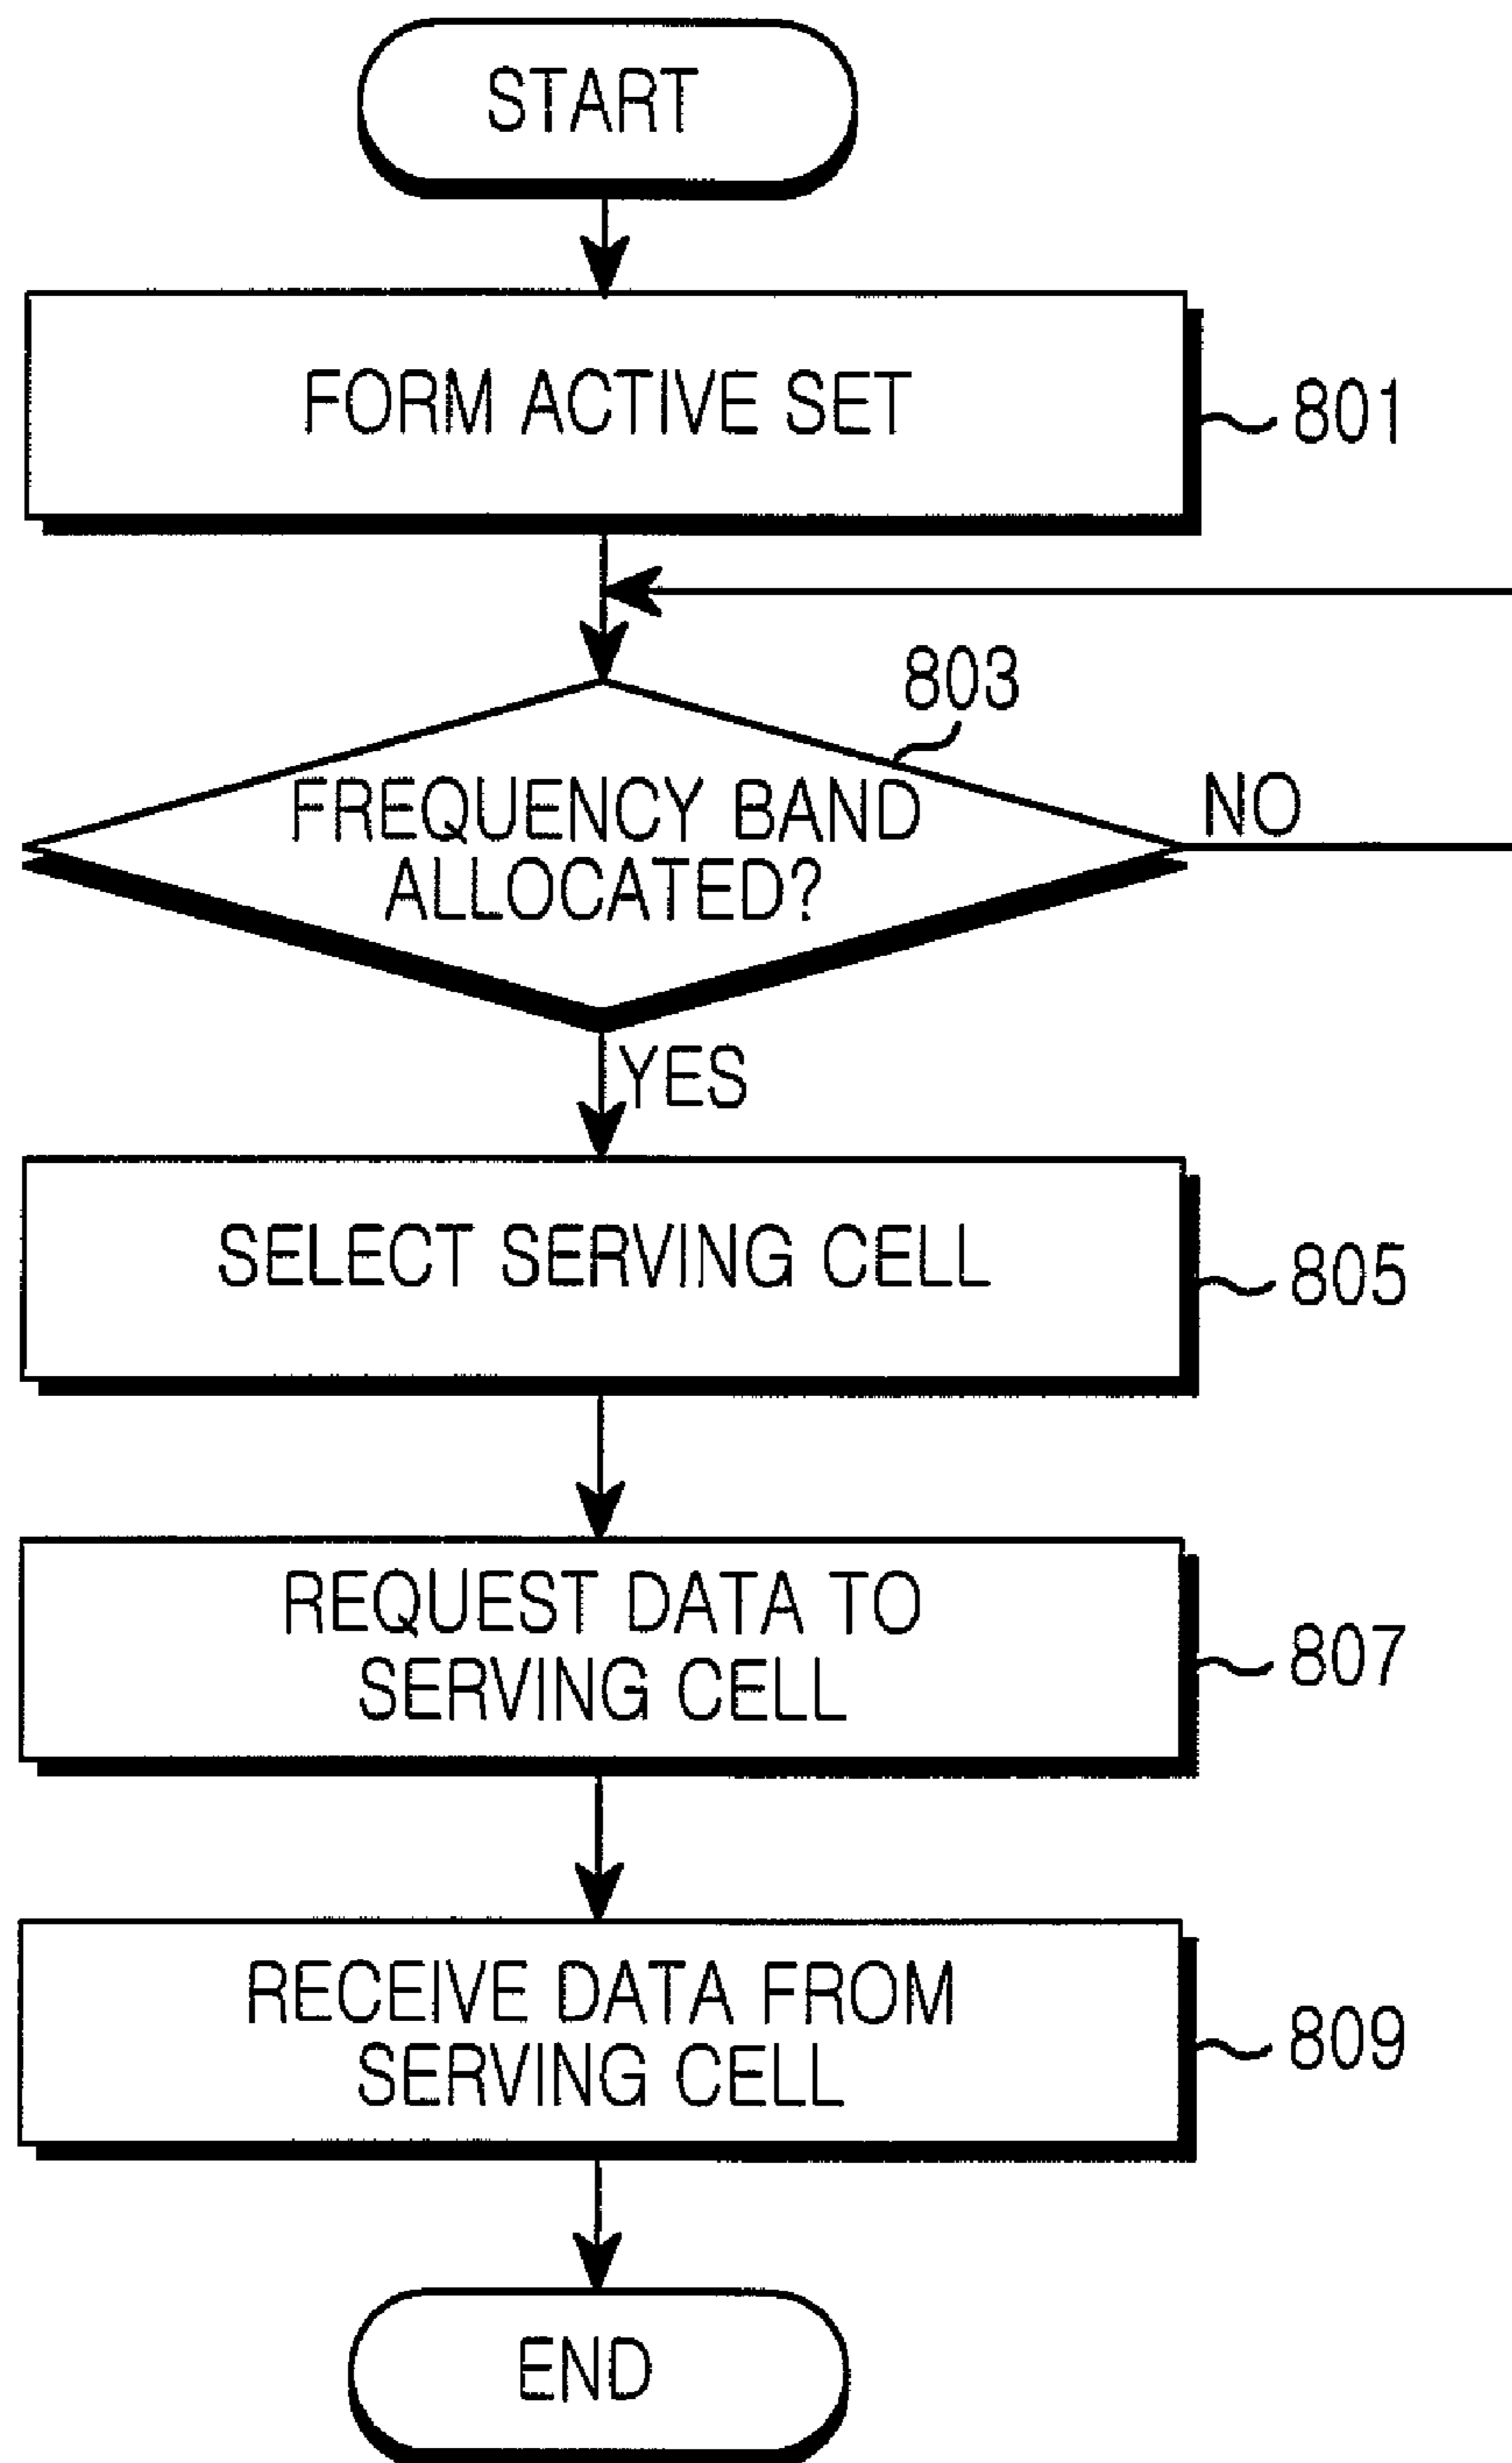 START
FORM ACTIVE SET
801
803
FREQUENCY BAND
ALLOCATED?
NO
YES
SELECT SERVING CELL
805
REQUEST DATA TO
SERVING CELL
807
RECEIVE DATA FROM
SERVING CELL
809
END